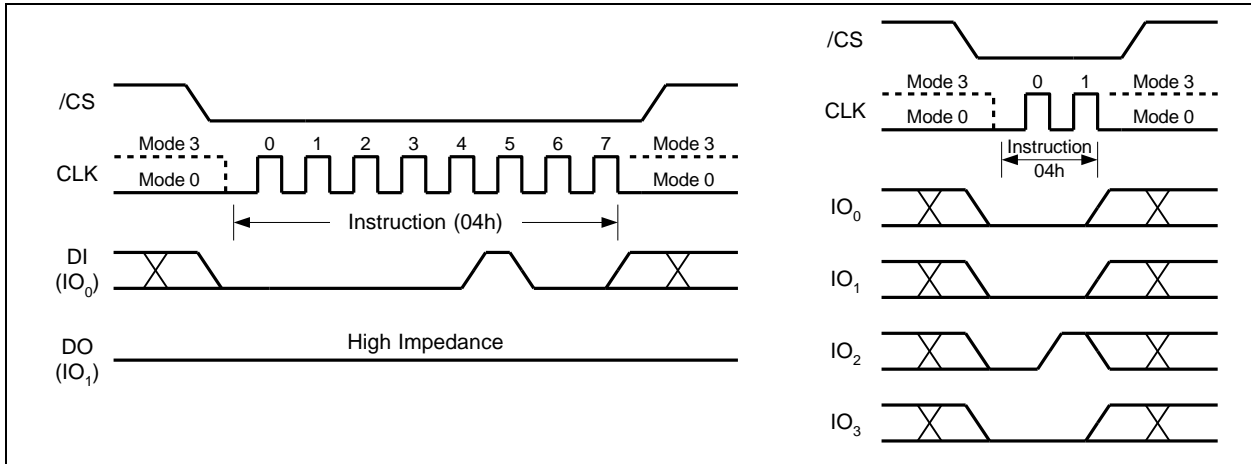 /CS
Mode 3 0 1 2 3 4 5 6 7 Mode 3
CLK
Mode 0 Mode 0
Instruction (04h)
DI
(IO0)
High Impedance
DO
(IO1)
/CS
Mode 3 0 1 Mode 3
CLK
Mode 0 Mode 0
Instruction
04h
IO0
IO1
IO2
IO3